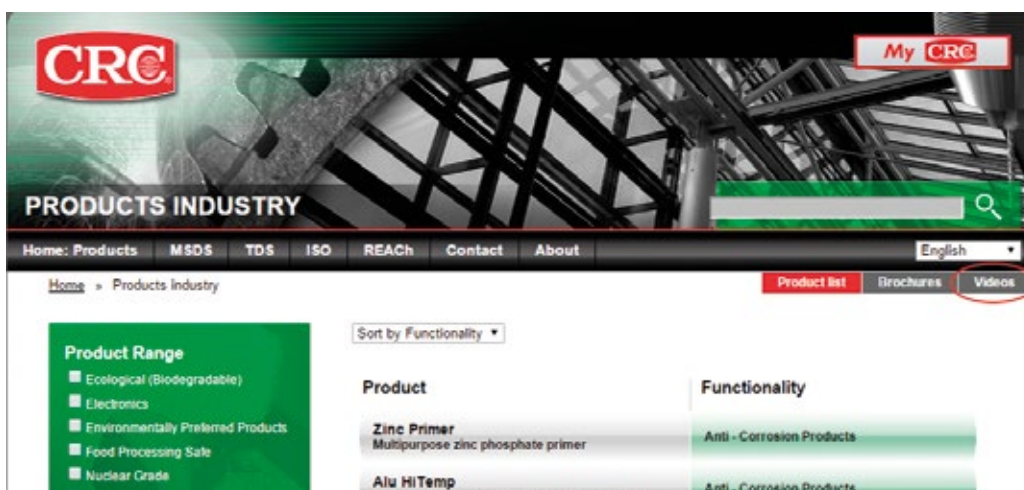 CRC
My CRC
PRODUCTS INDUSTRY
Home: Products MSDS TDS ISO REACh Contact About English
Home » Products industry
Product list Brochures Videos
Sort by Functionality
Product Range
Ecological (Biodegradable)
Electronics
Environmentally Preferred Products
Food Processing Safe
Nuclear Grade
Product Functionality
Zinc Primer
Multipurpose zinc phosphate primer
Anti - Corrosion Products
Alu HiTemp
Anti - Corrosion Products